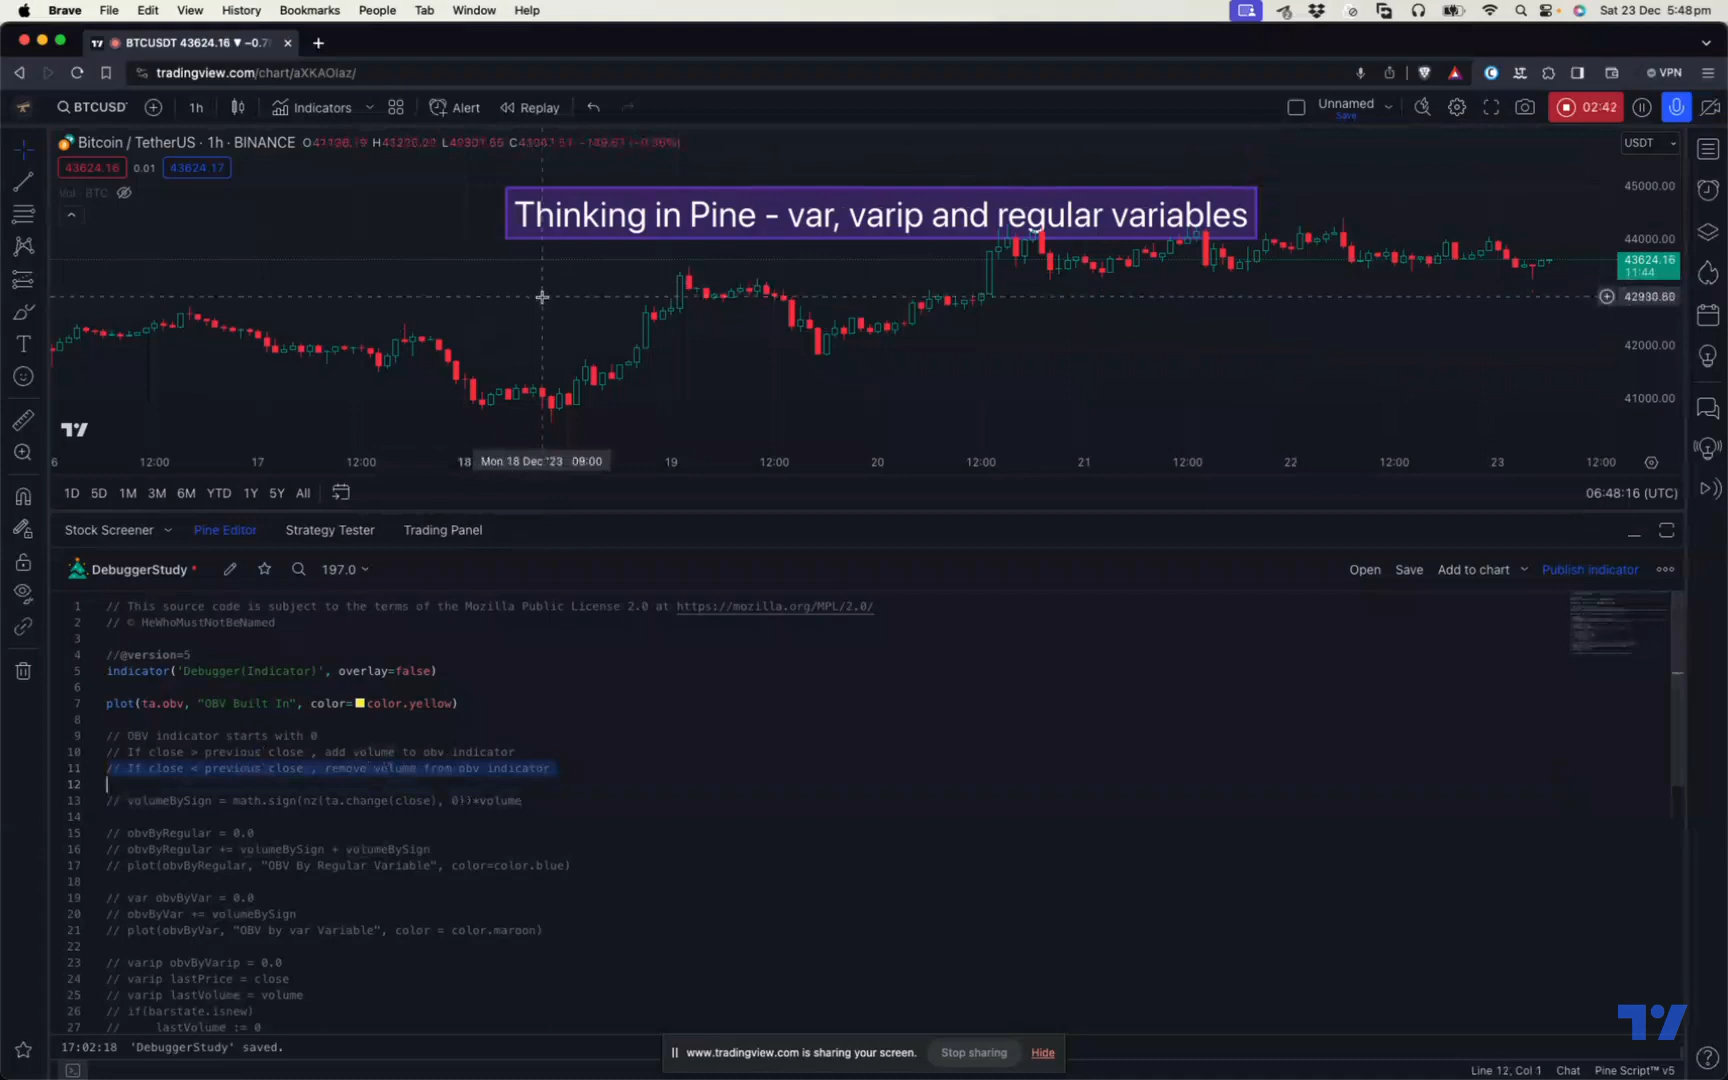 Brave File Edit View History Bookmarks People Tab Window Help Sat 23 Dec 5:48 pm
BTCUSDT 43624.16 ▼ −0.7
tradingview.com/chart/aXKAOiaz/ VPN
BTCUSD 1h Indicators Alert Replay Unnamed 02:42
Save
Bitcoin / TetherUS · 1h · BINANCE USDT
43624.16 0.01 43624.17
Vol · BTC
Thinking in Pine - var, varip and regular variables
45000.00
44000.00
43624.16
11:44
42930.60
42000.00
41000.00
6 12:00 17 12:00 18 Mon 18 Dec '23 09:00 19 12:00 20 12:00 21 12:00 22 12:00 23 12:00
1D 5D 1M 3M 6M YTD 1Y 5Y All 06:48:16 (UTC)
Stock Screener Pine Editor Strategy Tester Trading Panel
DebuggerStudy * 197.0 Open Save Add to chart Publish indicator
1 // This source code is subject to the terms of the Mozilla Public License 2.0 at https://mozilla.org/MPL/2.0/
2 // © HeWhoMustNotBeNamed
3
4 //@version=5
5 indicator('Debugger(Indicator)', overlay=false)
6
7 plot(ta.obv, "OBV Built In", color=color.yellow)
8
9 // OBV indicator starts with 0
10 // If close > previous close , add volume to obv indicator
11 // If close < previous close , remove volume from obv indicator
12
13 // volumeBySign = math.sign(nz(ta.change(close), 0))*volume
14
15 // obvByRegular = 0.0
16 // obvByRegular += volumeBySign + volumeBySign
17 // plot(obvByRegular, "OBV By Regular Variable", color=color.blue)
18
19 // var obvByVar = 0.0
20 // obvByVar += volumeBySign
21 // plot(obvByVar, "OBV by var Variable", color = color.maroon)
22
23 // varip obvByVarip = 0.0
24 // varip lastPrice = close
25 // varip lastVolume = volume
26 // if(barstate.isnew)
27 // lastVolume := 0
17:02:18 'DebuggerStudy' saved.
www.tradingview.com is sharing your screen. Stop sharing Hide
Line 12, Col 1 Chat Pine Script™ v5